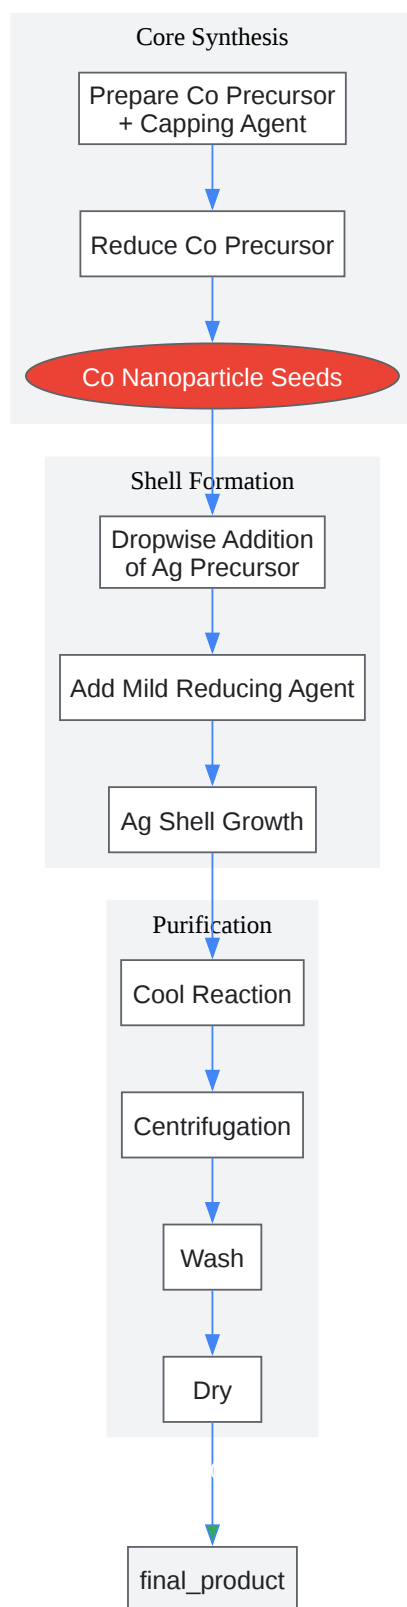 Core Synthesis
Prepare Co Precursor
+ Capping Agent
Reduce Co Precursor
Co Nanoparticle Seeds
Shell Formation
Dropwise Addition
of Ag Precursor
Add Mild Reducing Agent
Ag Shell Growth
Purification
Cool Reaction
Centrifugation
Wash
Dry
final_product